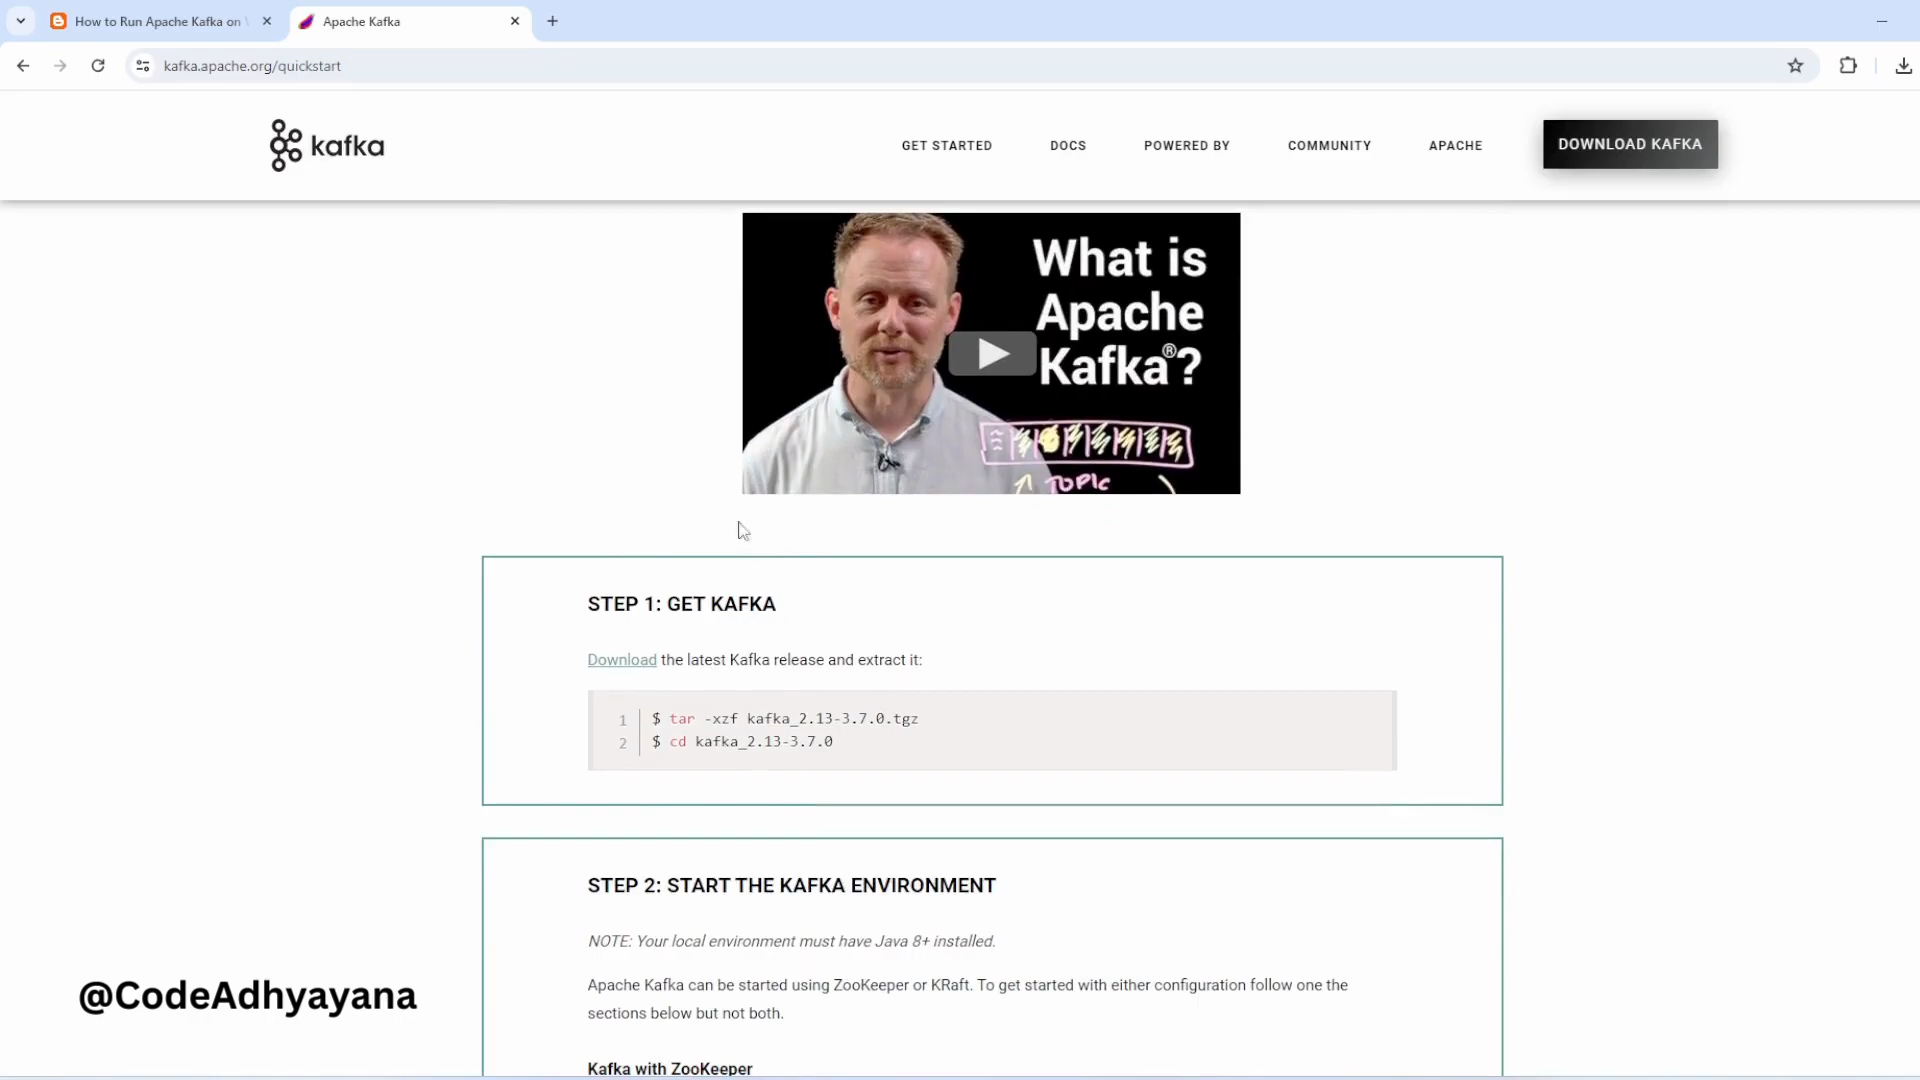 How to Run Apache Kafka on
Apache Kafka
kafka.apache.org/quickstart
kafka
GET STARTED
DOCS
POWERED BY
COMMUNITY
APACHE
DOWNLOAD KAFKA
What is
Apache
Kafka®?
TOPIC
STEP 1: GET KAFKA
Download the latest Kafka release and extract it:
1 $ tar -xzf kafka_2.13-3.7.0.tgz
2 $ cd kafka_2.13-3.7.0
STEP 2: START THE KAFKA ENVIRONMENT
NOTE: Your local environment must have Java 8+ installed.
Apache Kafka can be started using ZooKeeper or KRaft. To get started with either configuration follow one the
sections below but not both.
Kafka with ZooKeeper
@CodeAdhyayana